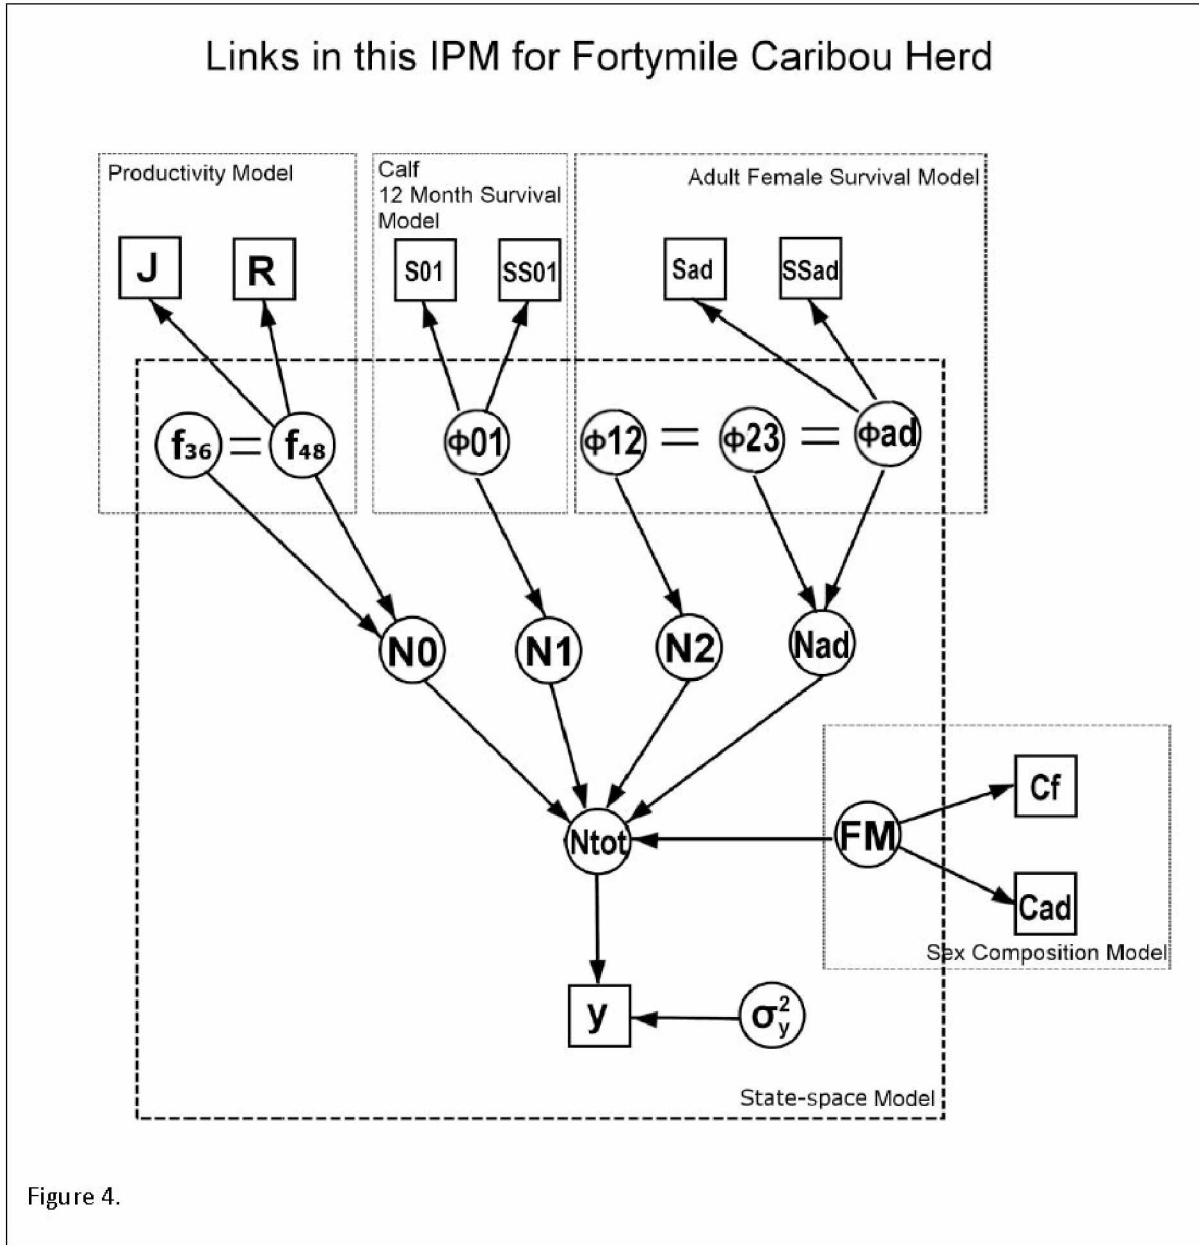 Links in this IPM for Fortymile Caribou Herd
Productivity Model
Calf
12 Month Survival
Model
Adult Female Survival Model
J
R
S01
SS01
Sad
SSad
f36 = f48
ϕ01
ϕ12 = ϕ23 = ϕad
N0
N1
N2
Nad
Ntot
FM
Cf
Cad
Sex Composition Model
y
σ²y
State-space Model
Figure 4.